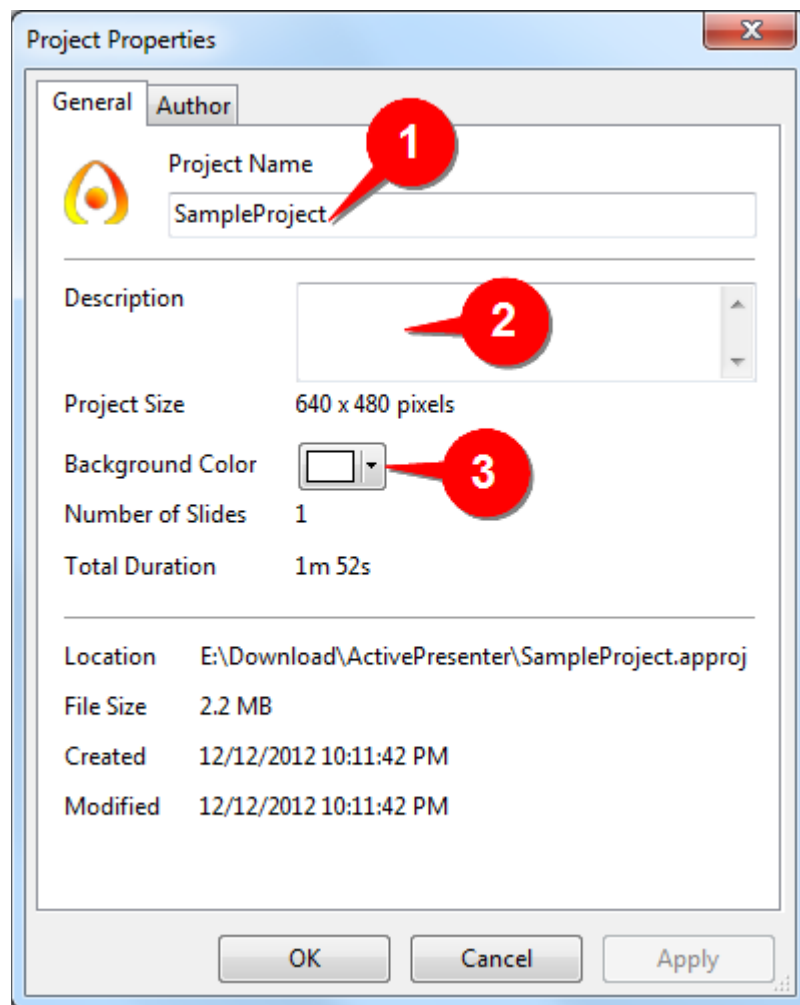 Project Properties
General Author
1
Project Name
SampleProject
Description
2
Project Size 640 x 480 pixels
Background Color
3
Number of Slides 1
Total Duration 1m 52s
Location E:\Download\ActivePresenter\SampleProject.approj
File Size 2.2 MB
Created 12/12/2012 10:11:42 PM
Modified 12/12/2012 10:11:42 PM
OK Cancel Apply